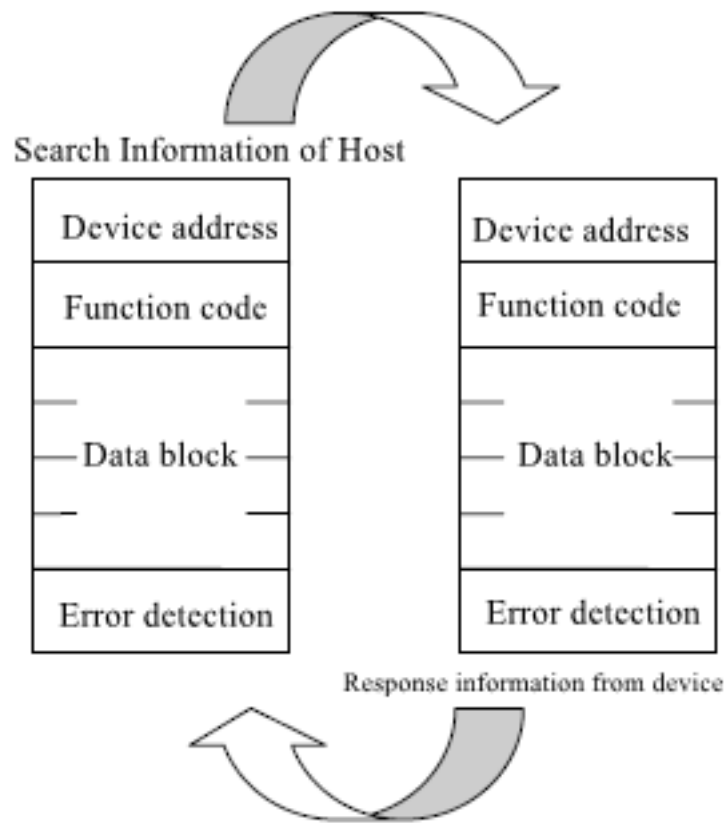 Search Information of Host
Device address
Function code
Data block
Error detection
Device address
Function code
Data block
Error detection
Response information from device